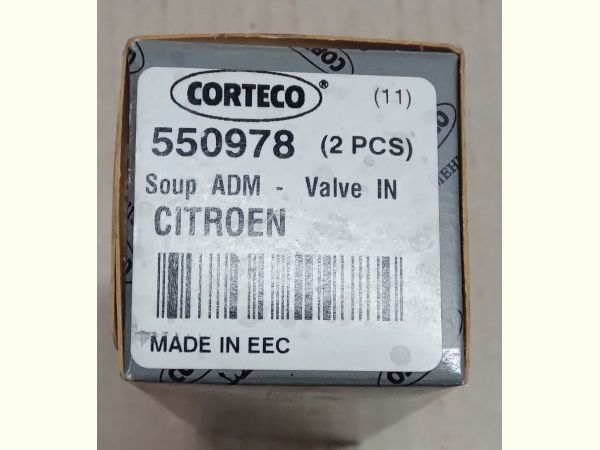 CORTECO®
(11)
550978 (2 PCS)
Soup ADM - Valve IN
CITROEN
MADE IN EEC